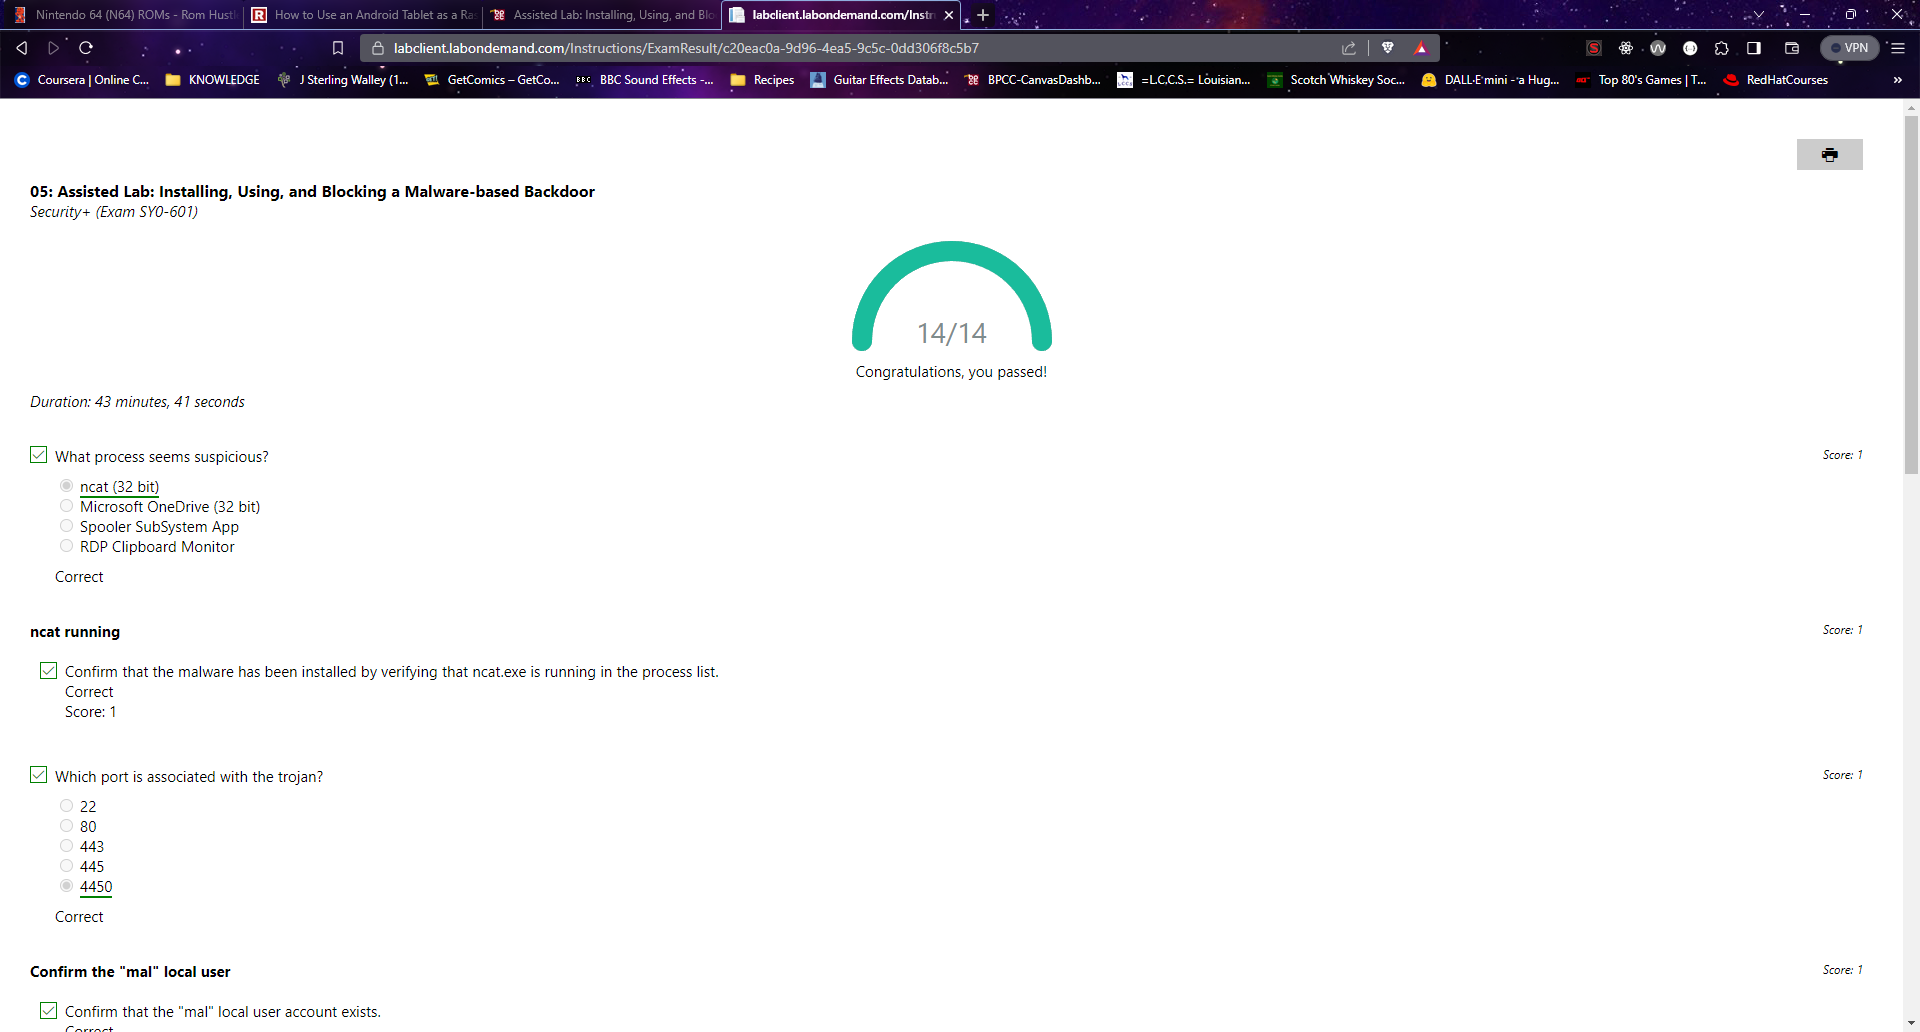 Nintendo 64 (N64) ROMs - Rom Hustl
How to Use an Android Tablet as a Ras
Assisted Lab: Installing, Using, and Blo
labclient.labondemand.com/Instr
labclient.labondemand.com/Instructions/ExamResult/c20eac0a-9d96-4ea5-9c5c-0dd306f8c5b7
VPN
Coursera | Online C...
KNOWLEDGE
J Sterling Walley (1...
GetComics – GetCo...
BBC Sound Effects -...
Recipes
Guitar Effects Datab...
BPCC-CanvasDashb...
=L.C.C.S.= Louisian...
Scotch Whiskey Soc...
DALL·E mini - a Hug...
Top 80's Games | T...
RedHatCourses
05: Assisted Lab: Installing, Using, and Blocking a Malware-based Backdoor
Security+ (Exam SY0-601)
14/14
Congratulations, you passed!
Duration: 43 minutes, 41 seconds
What process seems suspicious?
Score: 1
ncat (32 bit)
Microsoft OneDrive (32 bit)
Spooler SubSystem App
RDP Clipboard Monitor
Correct
ncat running
Score: 1
Confirm that the malware has been installed by verifying that ncat.exe is running in the process list.
Correct
Score: 1
Which port is associated with the trojan?
Score: 1
22
80
443
445
4450
Correct
Confirm the "mal" local user
Score: 1
Confirm that the "mal" local user account exists.
Correct